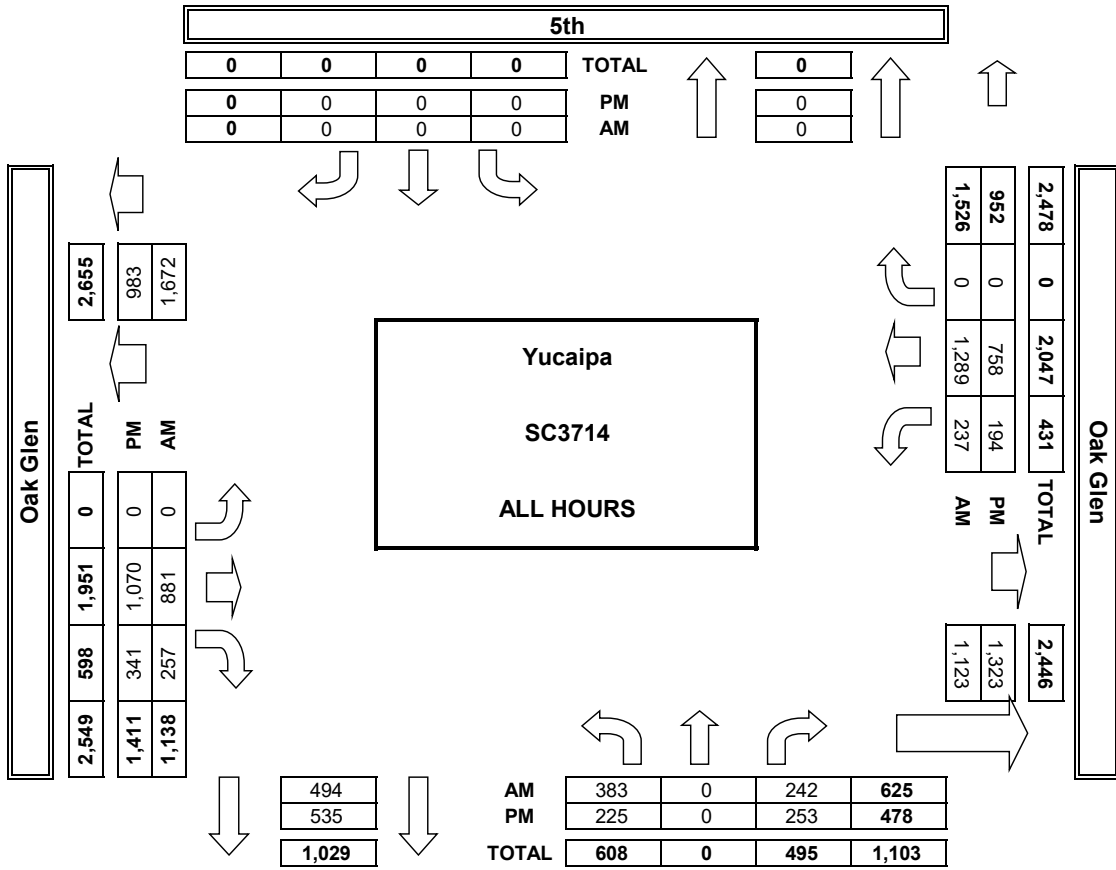 5th
0 0 0 0 TOTAL 0
0 0 0 0 PM 0
0 0 0 0 AM 0
Oak Glen
2,655
983
1,672
TOTAL
PM
AM
0 1,951 598 2,549
0 1,070 341 1,411
0 881 257 1,138
Yucaipa
SC3714
ALL HOURS
2,478 0 2,047 431 TOTAL
952 0 758 194 PM
1,526 0 1,289 237 AM
2,446
1,323
1,123
Oak Glen
494 AM 383 0 242 625
535 PM 225 0 253 478
1,029 TOTAL 608 0 495 1,103